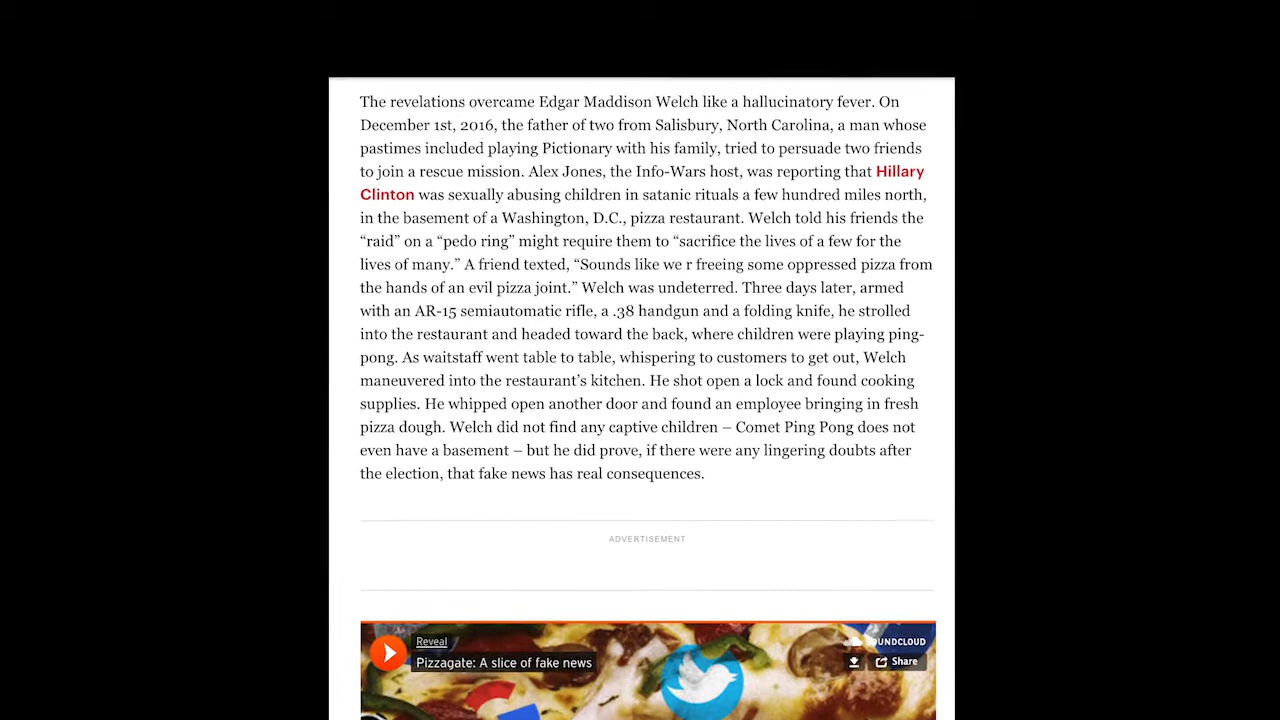 The revelations overcame Edgar Maddison Welch like a hallucinatory fever. On
December 1st, 2016, the father of two from Salisbury, North Carolina, a man whose
pastimes included playing Pictionary with his family, tried to persuade two friends
to join a rescue mission. Alex Jones, the Info-Wars host, was reporting that Hillary
Clinton was sexually abusing children in satanic rituals a few hundred miles north,
in the basement of a Washington, D.C., pizza restaurant. Welch told his friends the
“raid” on a “pedo ring” might require them to “sacrifice the lives of a few for the
lives of many.” A friend texted, “Sounds like we r freeing some oppressed pizza from
the hands of an evil pizza joint.” Welch was undeterred. Three days later, armed
with an AR-15 semiautomatic rifle, a .38 handgun and a folding knife, he strolled
into the restaurant and headed toward the back, where children were playing ping-
pong. As waitstaff went table to table, whispering to customers to get out, Welch
maneuvered into the restaurant’s kitchen. He shot open a lock and found cooking
supplies. He whipped open another door and found an employee bringing in fresh
pizza dough. Welch did not find any captive children – Comet Ping Pong does not
even have a basement – but he did prove, if there were any lingering doubts after
the election, that fake news has real consequences.
ADVERTISEMENT
Reveal
SOUNDCLOUD
Pizzagate: A slice of fake news
Share